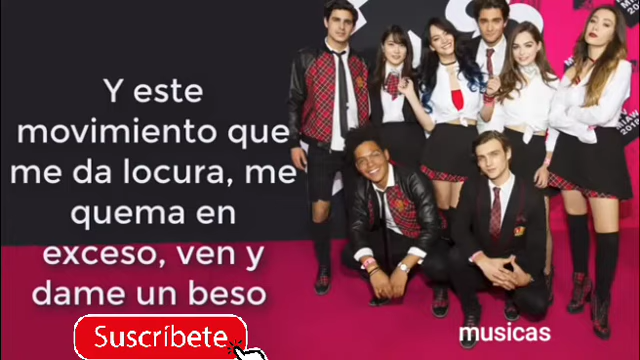 Y este
movimiento que
me da locura, me
quema en
exceso, ven y
dame un beso
Suscríbete
musicas